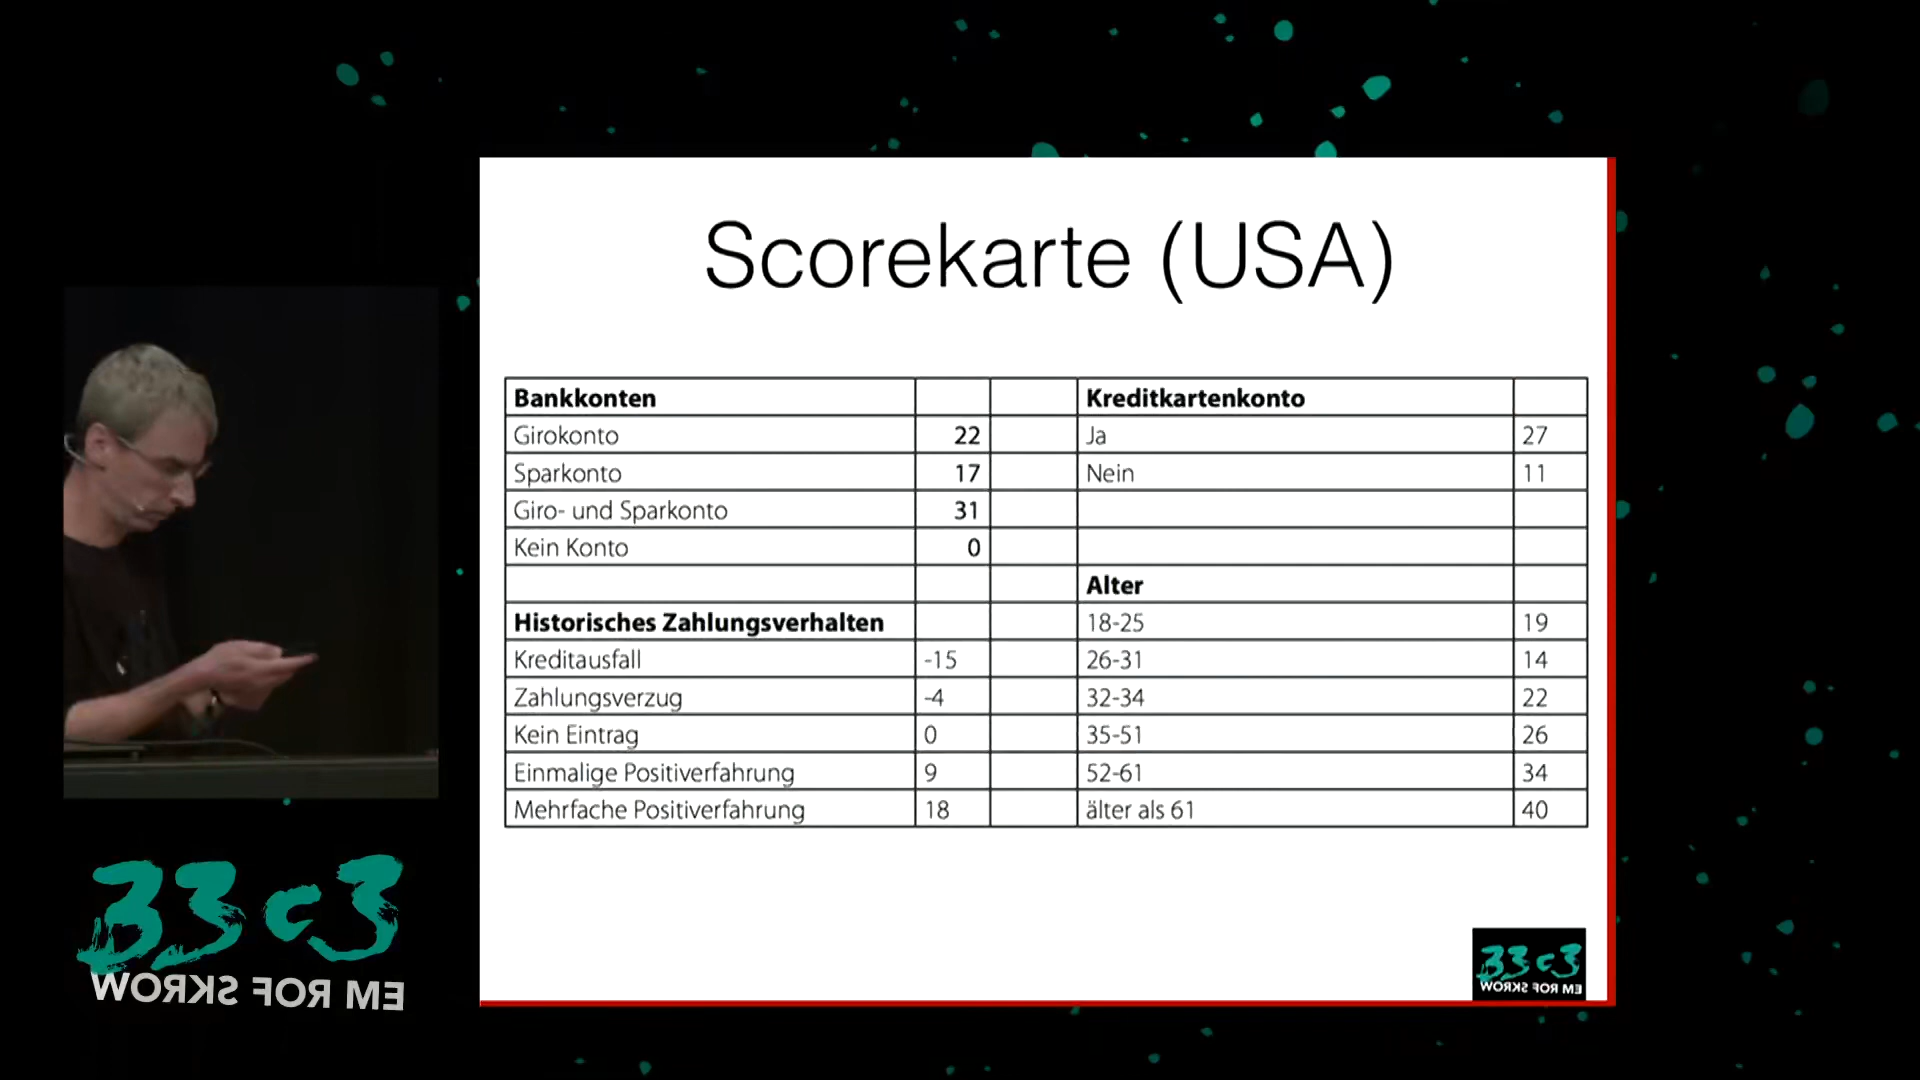 Scorekarte (USA)
Bankkonten Kreditkartenkonto
Girokonto 22 Ja 27
Sparkonto 17 Nein 11
Giro- und Sparkonto 31
Kein Konto 0
Alter
Historisches Zahlungsverhalten 18-25 19
Kreditausfall -15 26-31 14
Zahlungsverzug -4 32-34 22
Kein Eintrag 0 35-51 26
Einmalige Positiverfahrung 9 52-61 34
Mehrfache Positiverfahrung 18 älter als 61 40
33c3
WORKS FOR ME
33c3
WORKS FOR ME